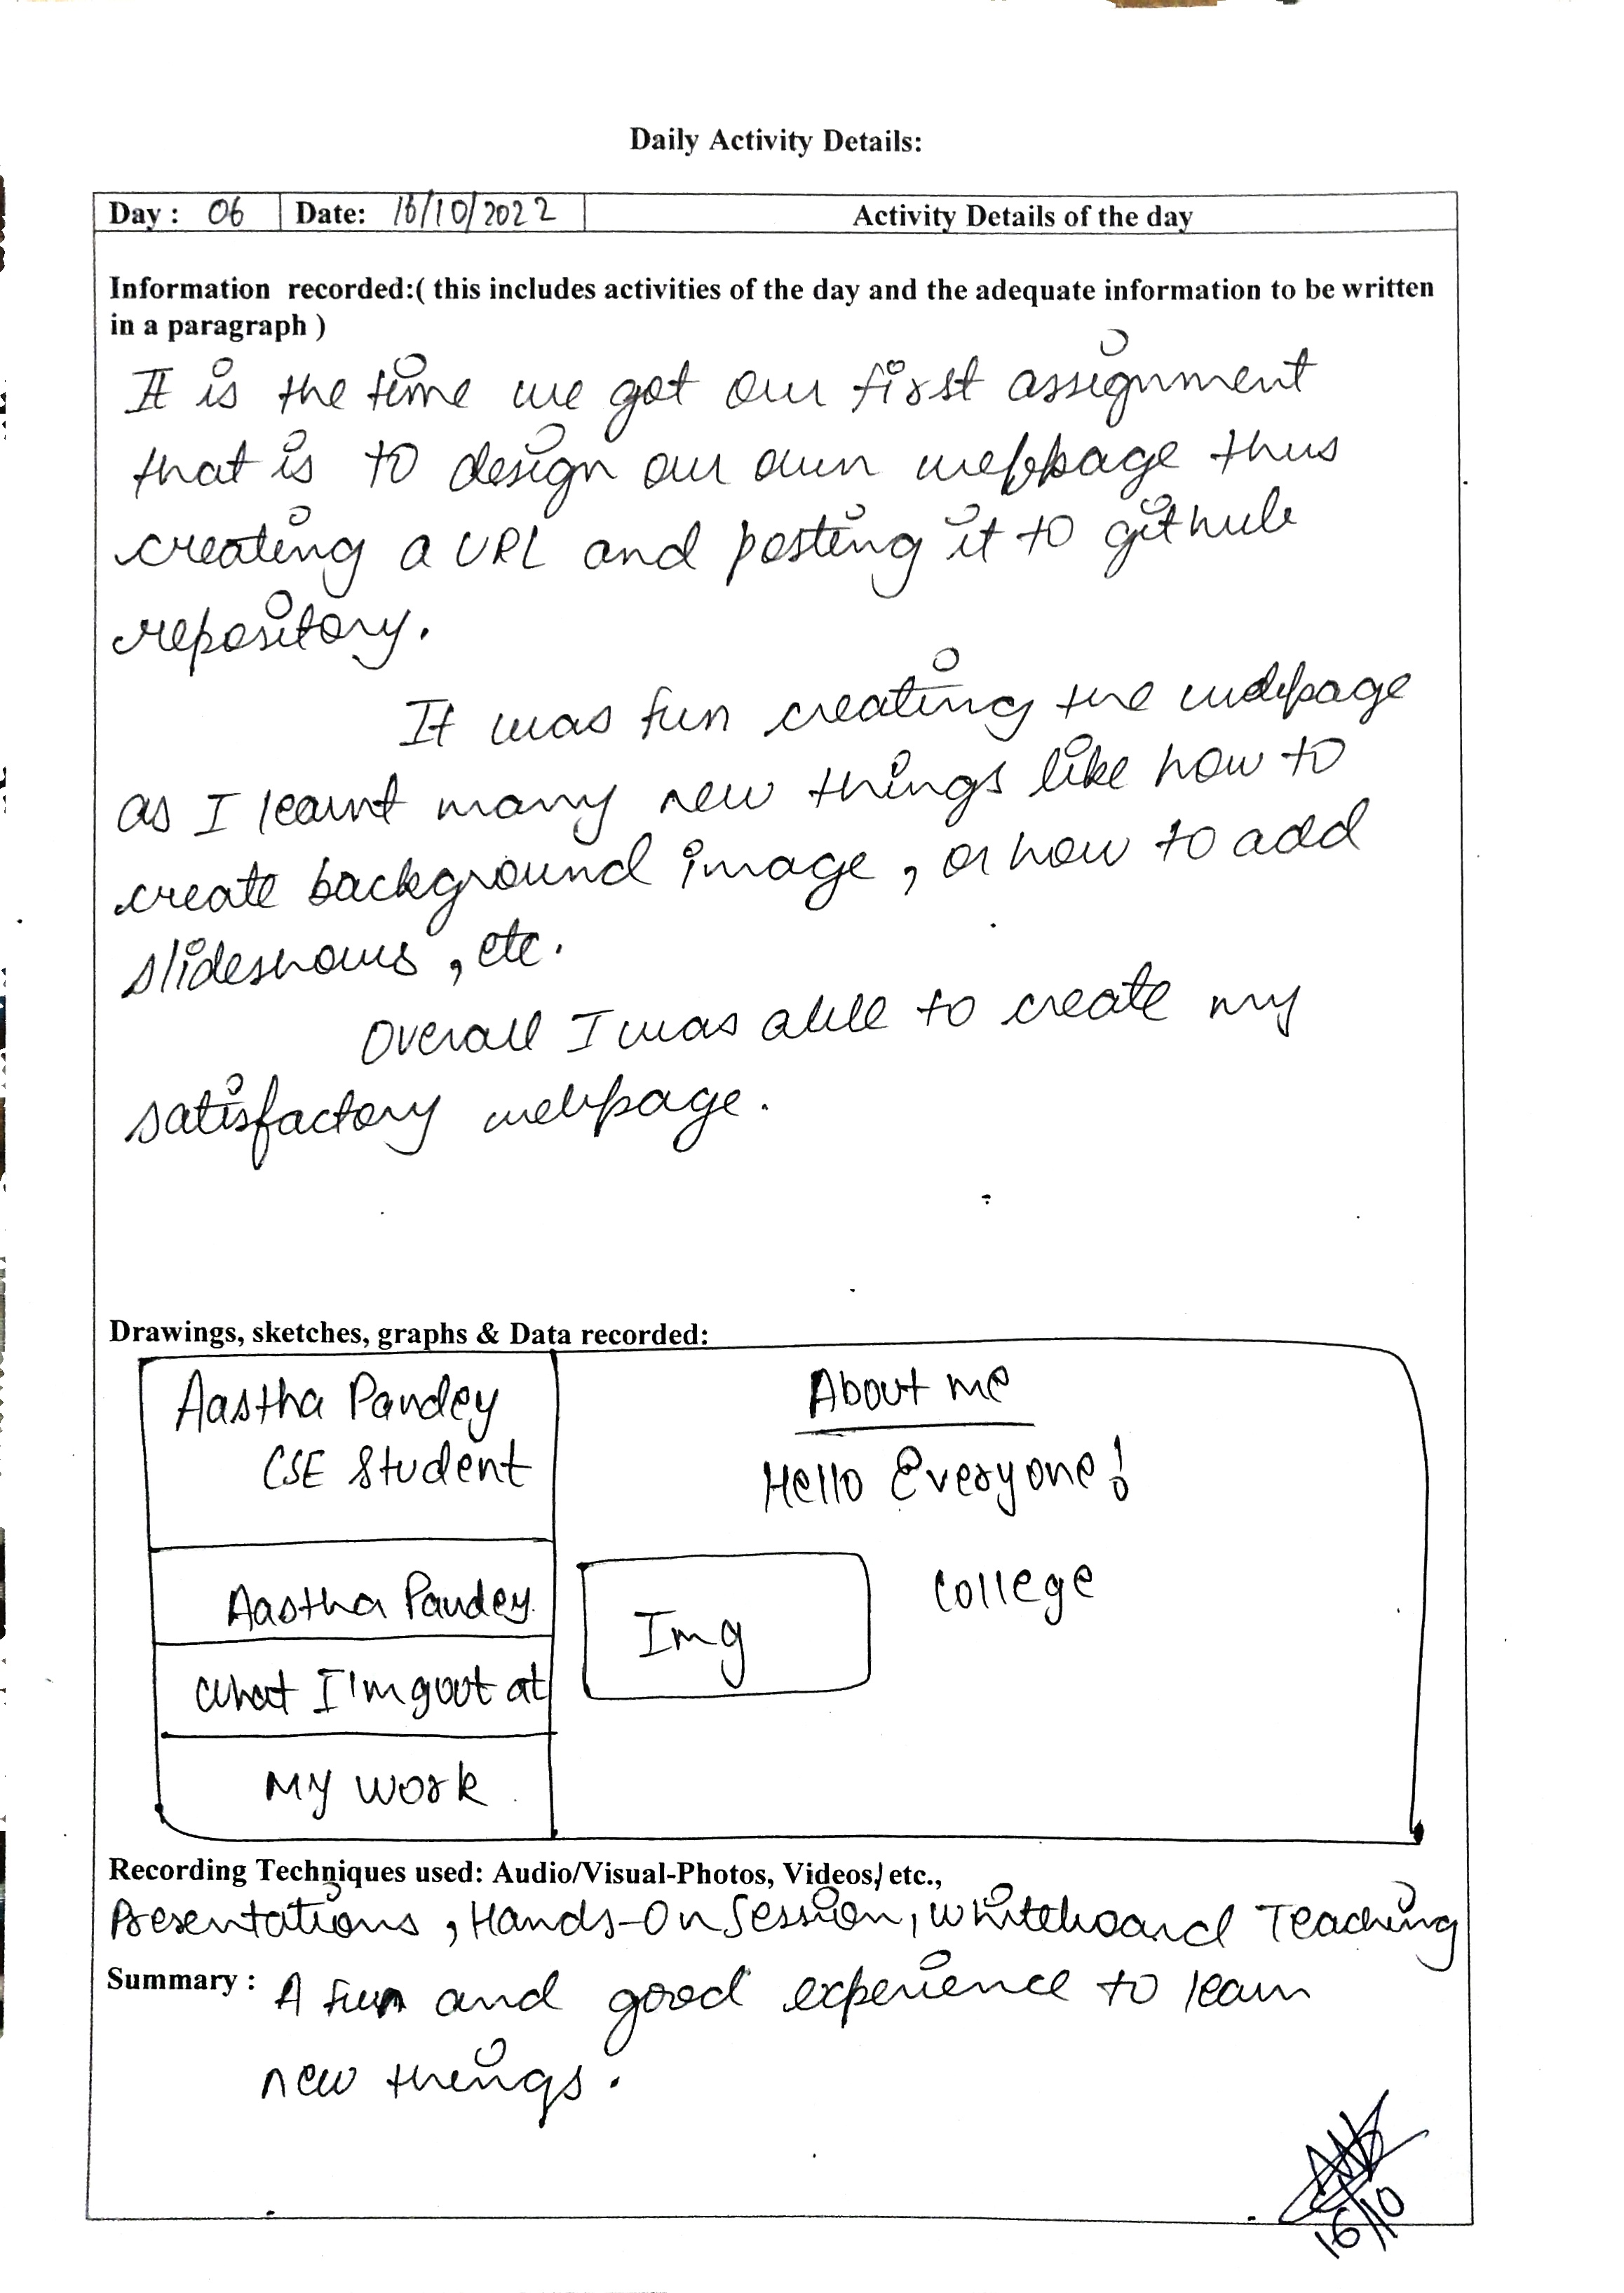 Daily Activity Details:
Day : 06 Date: 16/10/2022 Activity Details of the day
Information recorded:( this includes activities of the day and the adequate information to be written
in a paragraph )
It is the time we got our first assignment
that is to design our own webpage thus
creating a URL and posting it to github
repository.
It was fun creating the webpage
as I learnt many new things like how to
create background image, or how to add
slideshows, etc.
Overall I was able to create my
satisfactory webpage.
Drawings, sketches, graphs & Data recorded:
Aastha Pandey
CSE Student
About me
Hello Everyone!
Aastha Pandey
Img
College
What I'm goot at
My work
Recording Techniques used: Audio/Visual-Photos, Videos/ etc.,
Presentations, Hands-On Session, Whiteboard Teaching
Summary : A fun and good experience to learn
new things.
16/10